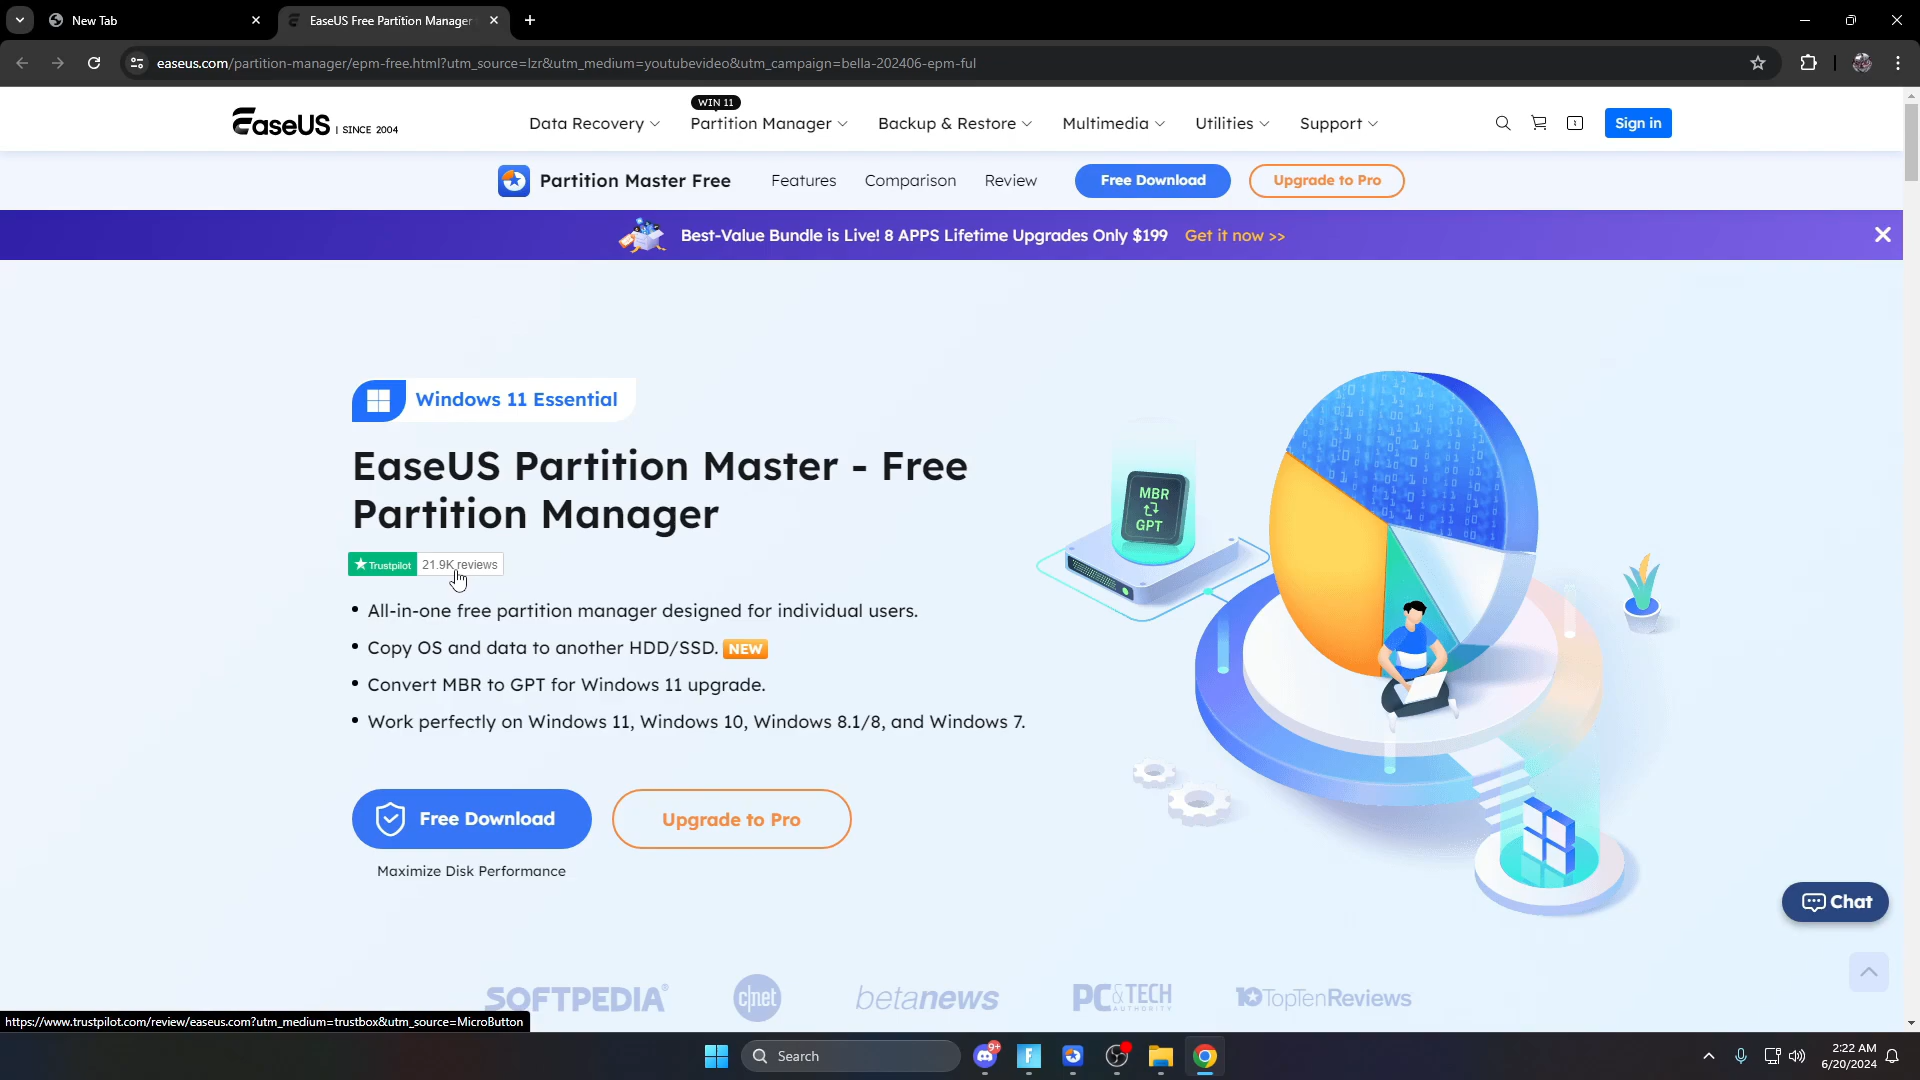 New Tab
EaseUS Free Partition Manager
easeus.com/partition-manager/epm-free.html?utm_source=lzr&utm_medium=youtubevideo&utm_campaign=bella-202406-epm-ful
EaseUS | SINCE 2004
Data Recovery
WIN 11
Partition Manager
Backup & Restore
Multimedia
Utilities
Support
Sign in
Partition Master Free
Features
Comparison
Review
Free Download
Upgrade to Pro
Best-Value Bundle is Live! 8 APPS Lifetime Upgrades Only $199 Get it now >>
Windows 11 Essential
EaseUS Partition Master - Free
Partition Manager
Trustpilot 21.9K reviews
• All-in-one free partition manager designed for individual users.
• Copy OS and data to another HDD/SSD. NEW
• Convert MBR to GPT for Windows 11 upgrade.
• Work perfectly on Windows 11, Windows 10, Windows 8.1/8, and Windows 7.
MBR
GPT
Free Download
Upgrade to Pro
Maximize Disk Performance
Chat
SOFTPEDIA®
c|net
betanews
PC & TECH
AUTHORITY
10TopTenReviews
https://www.trustpilot.com/review/easeus.com?utm_medium=trustbox&utm_source=MicroButton
Search
9+
2:22 AM
6/20/2024